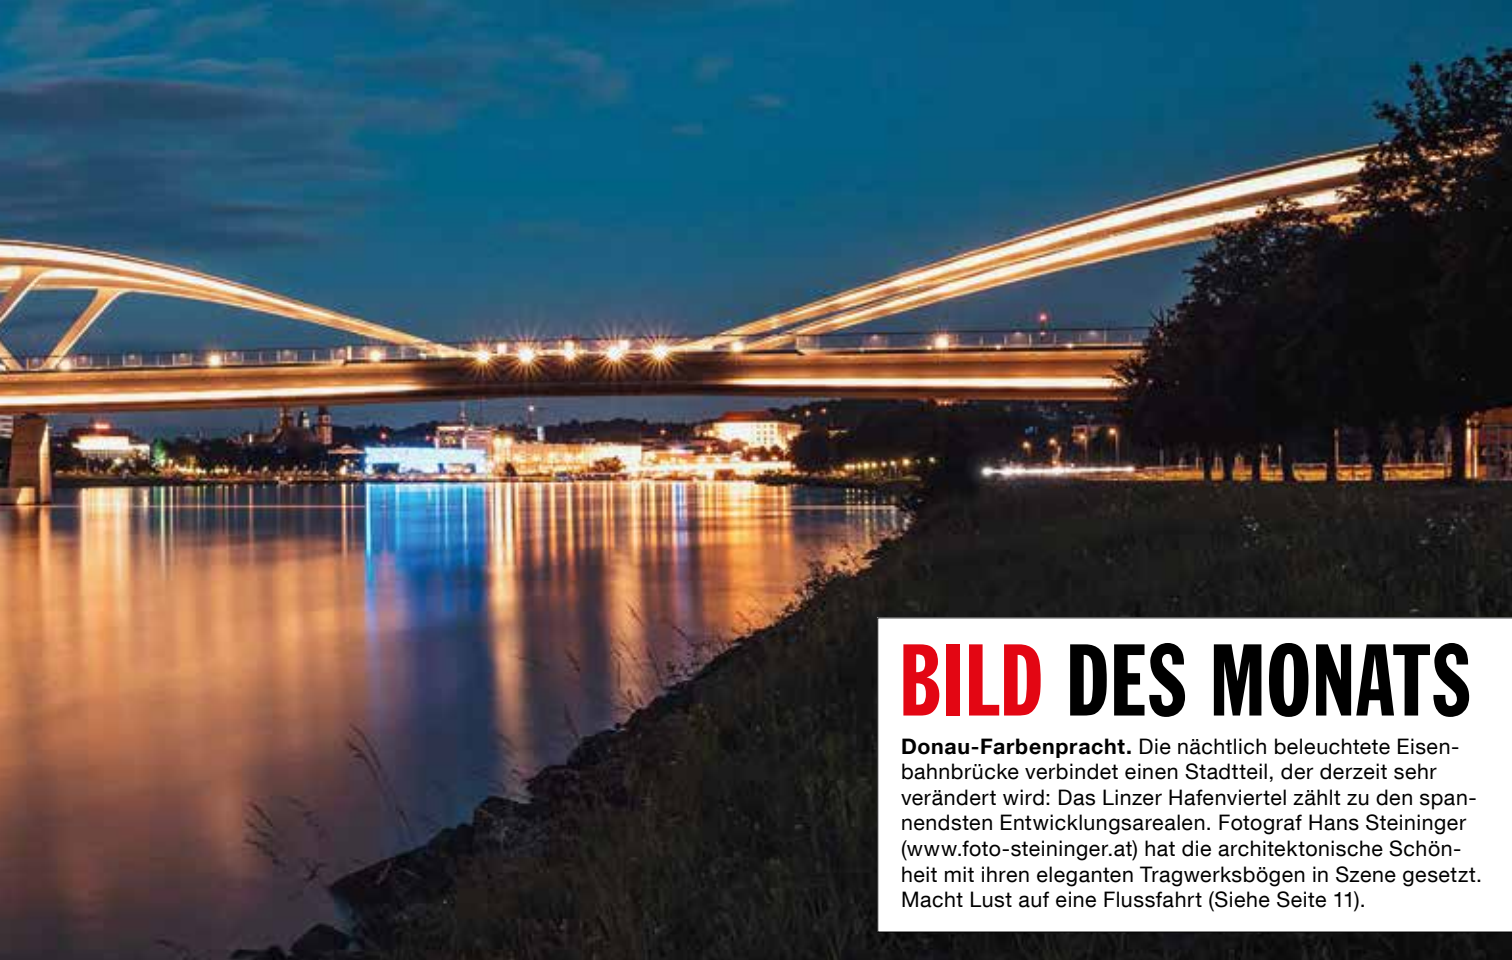 BILD DES MONATS
Donau-Farbenpracht. Die nächtlich beleuchtete Eisen-
bahnbrücke verbindet einen Stadtteil, der derzeit sehr
verändert wird: Das Linzer Hafenviertel zählt zu den span-
nendsten Entwicklungsarealen. Fotograf Hans Steininger
(www.foto-steininger.at) hat die architektonische Schön-
heit mit ihren eleganten Tragwerksbögen in Szene gesetzt.
Macht Lust auf eine Flussfahrt (Siehe Seite 11).